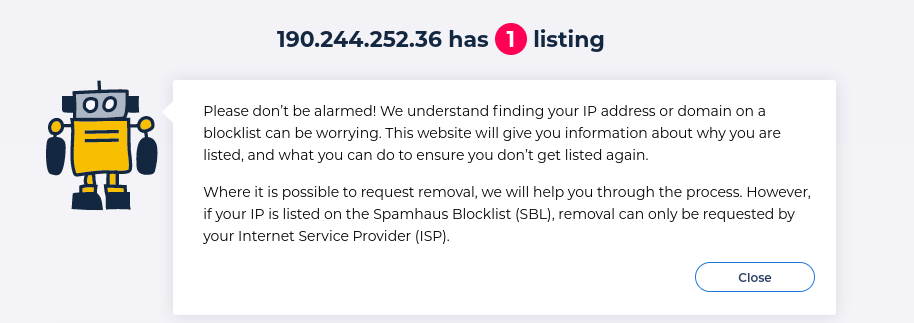 190.244.252.36 has 1 listing
Please don’t be alarmed! We understand finding your IP address or domain on a
blocklist can be worrying. This website will give you information about why you are
listed, and what you can do to ensure you don’t get listed again.
Where it is possible to request removal, we will help you through the process. However,
if your IP is listed on the Spamhaus Blocklist (SBL), removal can only be requested by
your Internet Service Provider (ISP).
Close